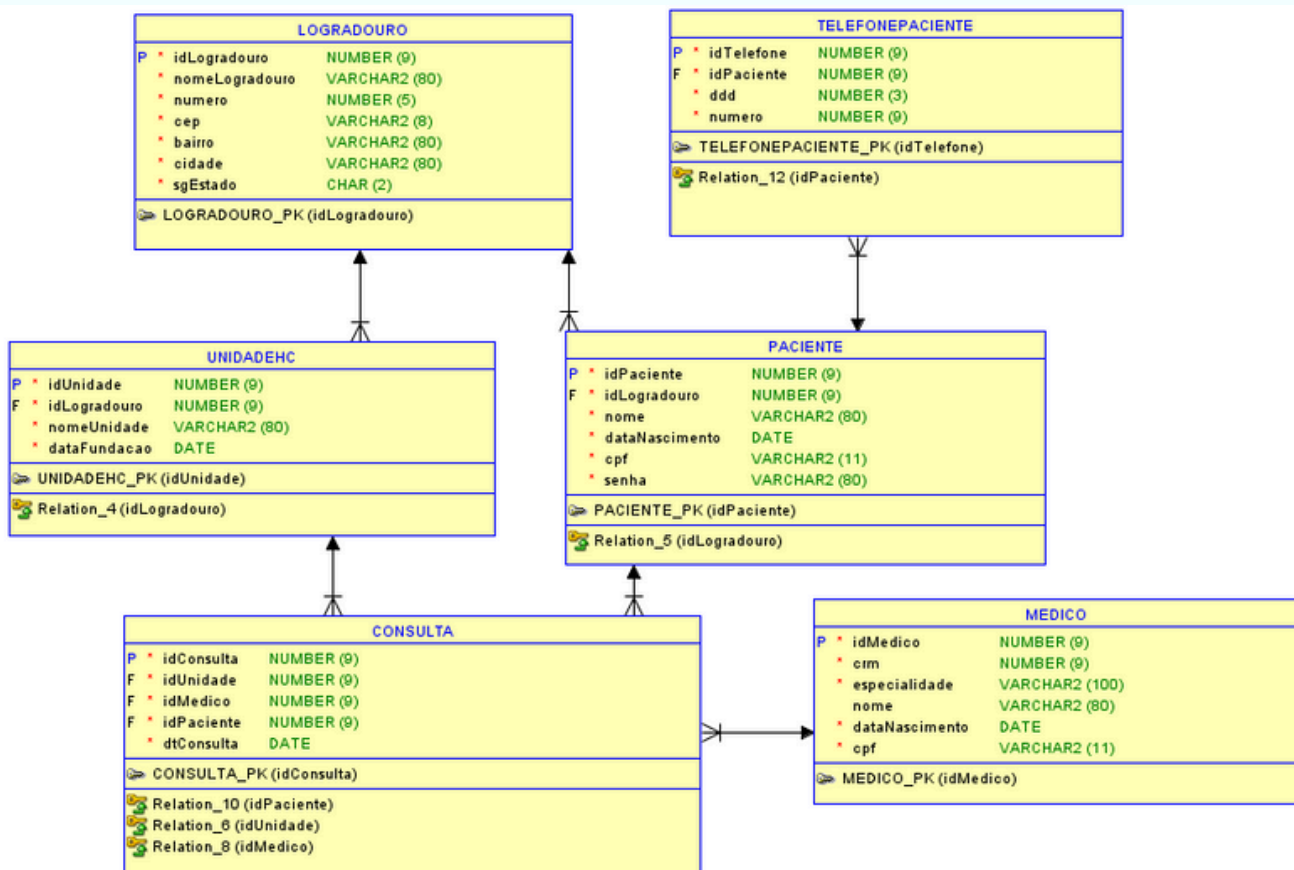 LOGRADOURO
P * idLogradouro NUMBER (9)
* nomeLogradouro VARCHAR2 (80)
* numero NUMBER (5)
* cep VARCHAR2 (8)
* bairro VARCHAR2 (80)
* cidade VARCHAR2 (80)
* sgEstado CHAR (2)
LOGRADOURO_PK (idLogradouro)
TELEFONEPACIENTE
P * idTelefone NUMBER (9)
F * idPaciente NUMBER (9)
* ddd NUMBER (3)
* numero NUMBER (9)
TELEFONEPACIENTE_PK (idTelefone)
Relation_12 (idPaciente)
UNIDADEHC
P * idUnidade NUMBER (9)
F * idLogradouro NUMBER (9)
* nomeUnidade VARCHAR2 (80)
* dataFundacao DATE
UNIDADEHC_PK (idUnidade)
Relation_4 (idLogradouro)
PACIENTE
P * idPaciente NUMBER (9)
F * idLogradouro NUMBER (9)
* nome VARCHAR2 (80)
* dataNascimento DATE
* cpf VARCHAR2 (11)
* senha VARCHAR2 (80)
PACIENTE_PK (idPaciente)
Relation_5 (idLogradouro)
CONSULTA
P * idConsulta NUMBER (9)
F * idUnidade NUMBER (9)
F * idMedico NUMBER (9)
F * idPaciente NUMBER (9)
* dtConsulta DATE
CONSULTA_PK (idConsulta)
Relation_10 (idPaciente)
Relation_6 (idUnidade)
Relation_8 (idMedico)
MEDICO
P * idMedico NUMBER (9)
* crm NUMBER (9)
* especialidade VARCHAR2 (100)
nome VARCHAR2 (80)
* dataNascimento DATE
* cpf VARCHAR2 (11)
MEDICO_PK (idMedico)